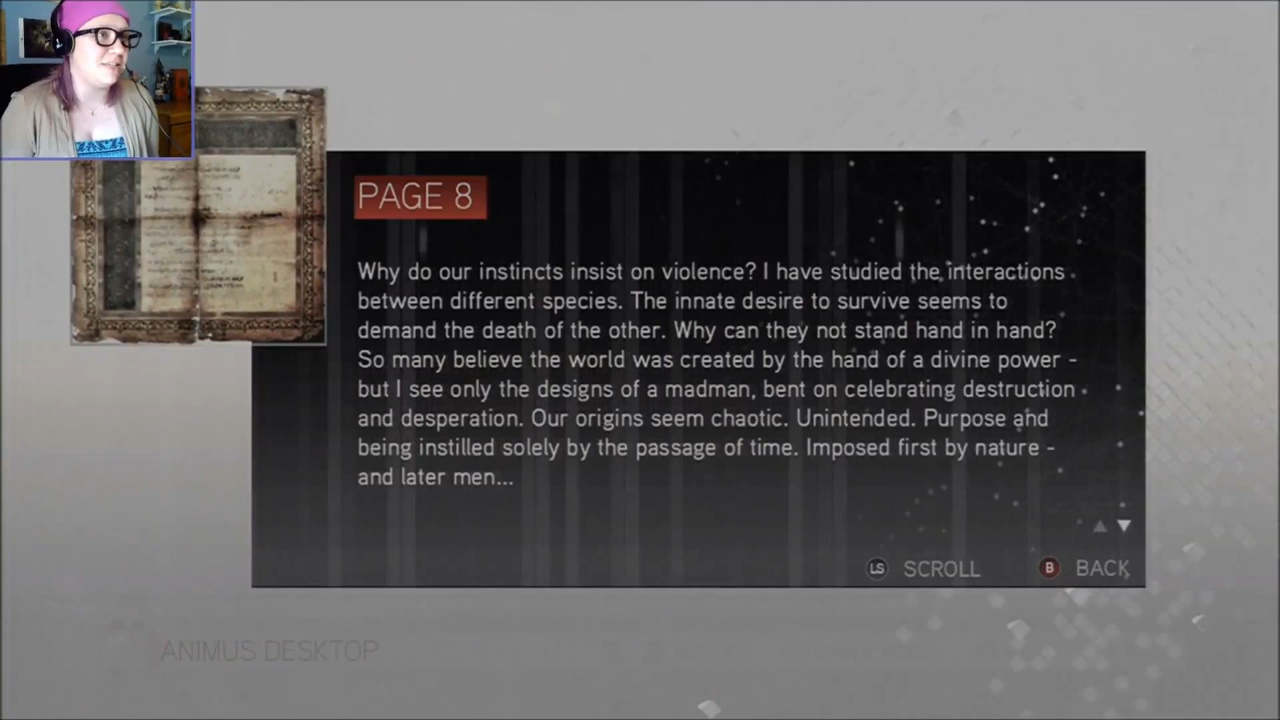 PAGE 8
Why do our instincts insist on violence? I have studied the interactions
between different species. The innate desire to survive seems to
demand the death of the other. Why can they not stand hand in hand?
So many believe the world was created by the hand of a divine power -
but I see only the designs of a madman, bent on celebrating destruction
and desperation. Our origins seem chaotic. Unintended. Purpose and
being instilled solely by the passage of time. Imposed first by nature -
and later men...
LS SCROLL B BACK
ANIMUS DESKTOP